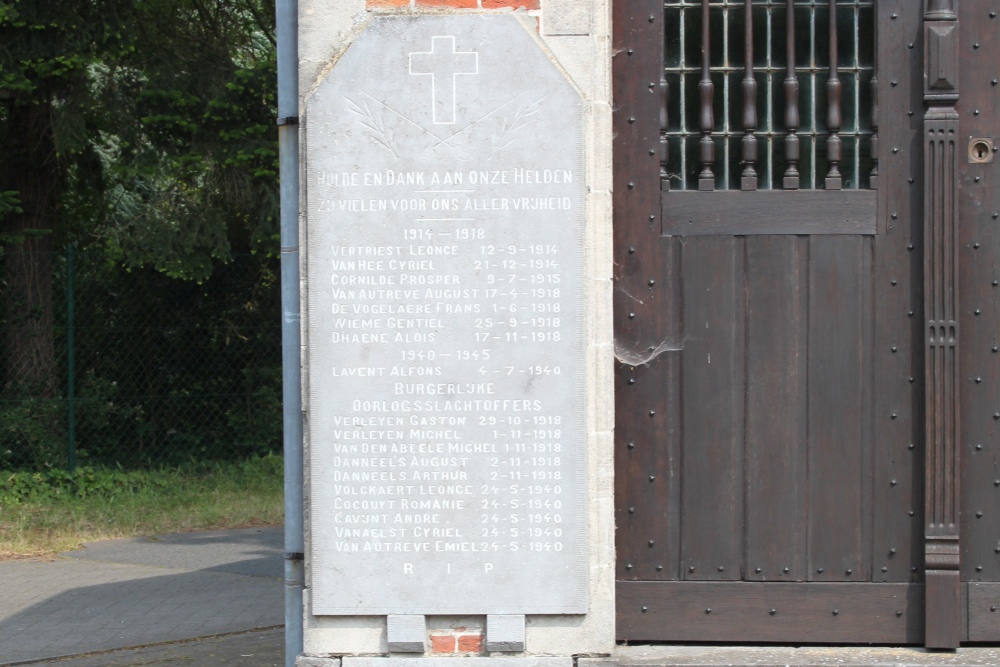 HULDE EN DANK AAN ONZE HELDEN
ZIJ VIELEN VOOR ONS ALLER VRIJHEID
1914 — 1918
VERTRIEST LEONCE 12-9-1914
VAN HEE CYRIEL 21-12-1914
CORNILDE PROSPER 9-7-1915
VAN AUTREVE AUGUST 17-4-1918
DE VOGELAERE FRANS 1-6-1918
WIEME GENTIEL 25-9-1918
DHAENE ALOIS 17-11-1918
1940 — 1945
LAVENT ALFONS 4-7-1940
BURGERLIJKE
OORLOGSSLACHTOFFERS
VERLEYEN GASTON 29-10-1918
VERLEYEN MICHEL 1-11-1918
VAN DEN ABEELE MICHEL 1-11-1918
DANNEELS AUGUST 2-11-1918
DANNEELS ARTHUR 2-11-1918
VOLCKAERT LEONCE 24-5-1940
COCQUYT ROMANIE 24-5-1940
CAVIJNT ANDRE 24-5-1940
VANAELST CYRIEL 24-5-1940
VAN AUTREVE EMIEL 24-5-1940
R I P